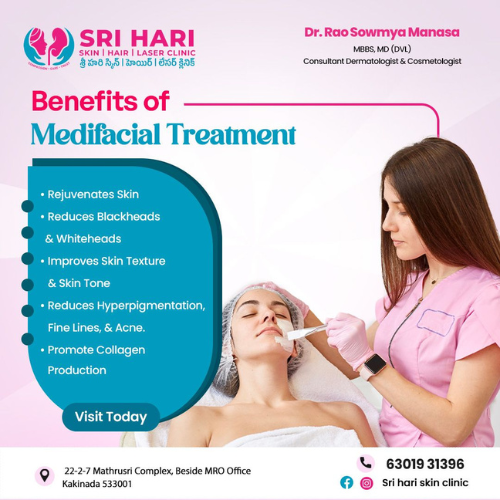 SRI HARI
SKIN | HAIR | LASER CLINIC
శ్రీ హరి స్కిన్ | హెయిర్ | లేసర్ క్లినిక్
Dr. Rao Sowmya Manasa
MBBS, MD (DVL)
Consultant Dermatologist & Cosmetologist
Benefits of
Medifacial Treatment
• Rejuvenates Skin
• Reduces Blackheads
& Whiteheads
• Improves Skin Texture
& Skin Tone
• Reduces Hyperpigmentation,
Fine Lines, & Acne.
• Promote Collagen
Production
Visit Today
22-2-7 Mathrusri Complex, Beside MRO Office
Kakinada 533001
63019 31396
Sri hari skin clinic